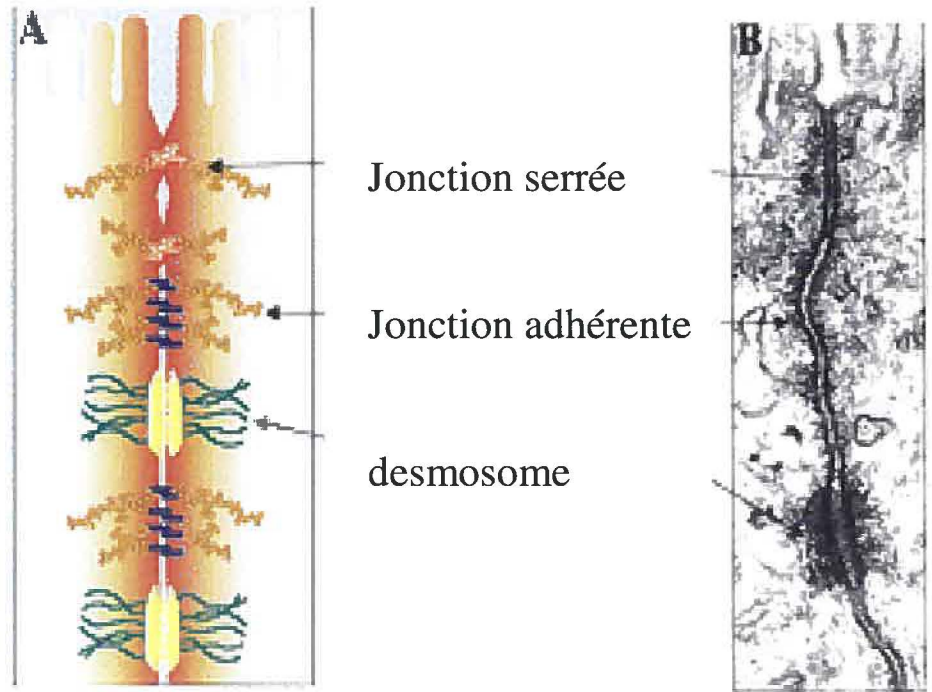 A
B
Jonction serrée
Jonction adhérente
desmosome